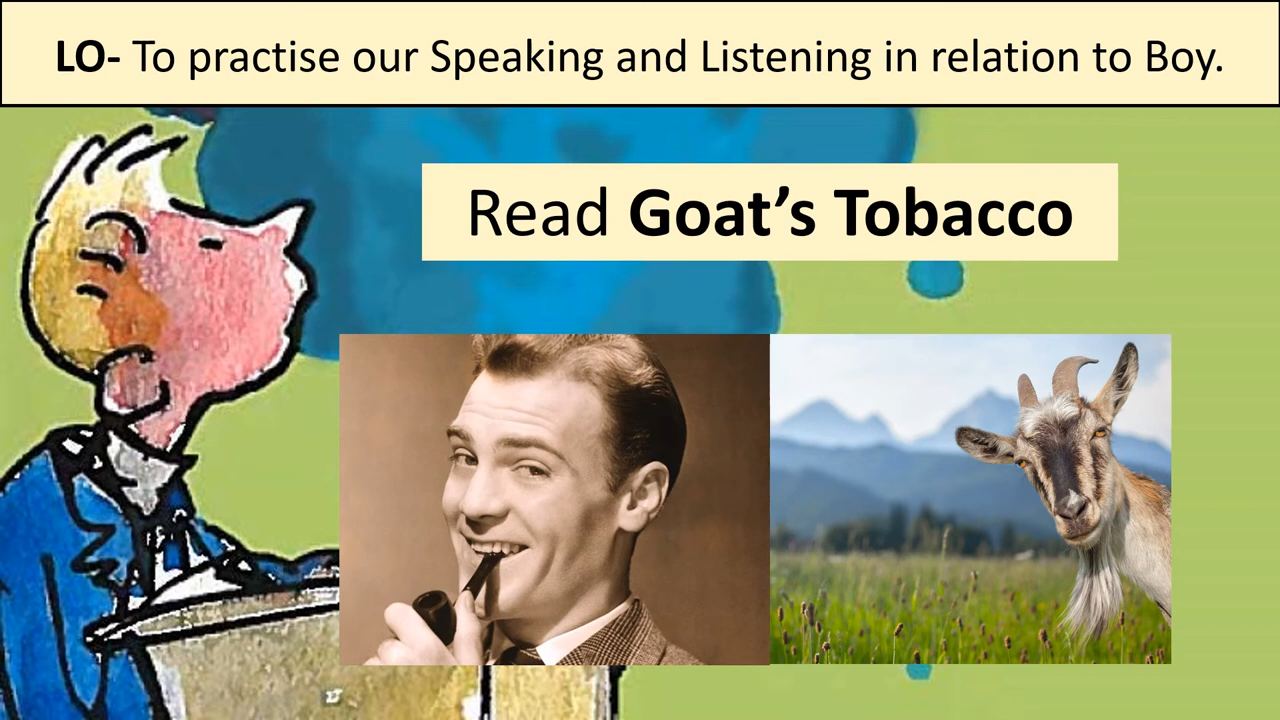 LO- To practise our Speaking and Listening in relation to Boy.
Read Goat’s Tobacco